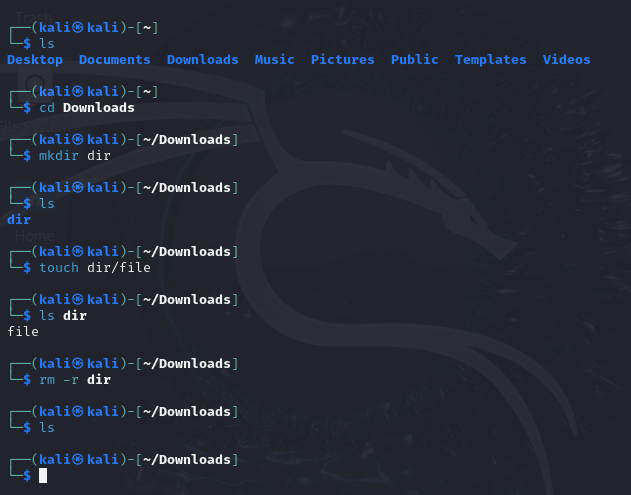 Trash
┌──(kali㉿kali)-[~]
└─$ ls
Desktop Documents Downloads Music Pictures Public Templates Videos
┌──(kali㉿kali)-[~]
└─$ cd Downloads
┌──(kali㉿kali)-[~/Downloads]
└─$ mkdir dir
┌──(kali㉿kali)-[~/Downloads]
└─$ ls
dir
Home
┌──(kali㉿kali)-[~/Downloads]
└─$ touch dir/file
┌──(kali㉿kali)-[~/Downloads]
└─$ ls dir
file
┌──(kali㉿kali)-[~/Downloads]
└─$ rm -r dir
┌──(kali㉿kali)-[~/Downloads]
└─$ ls
┌──(kali㉿kali)-[~/Downloads]
└─$